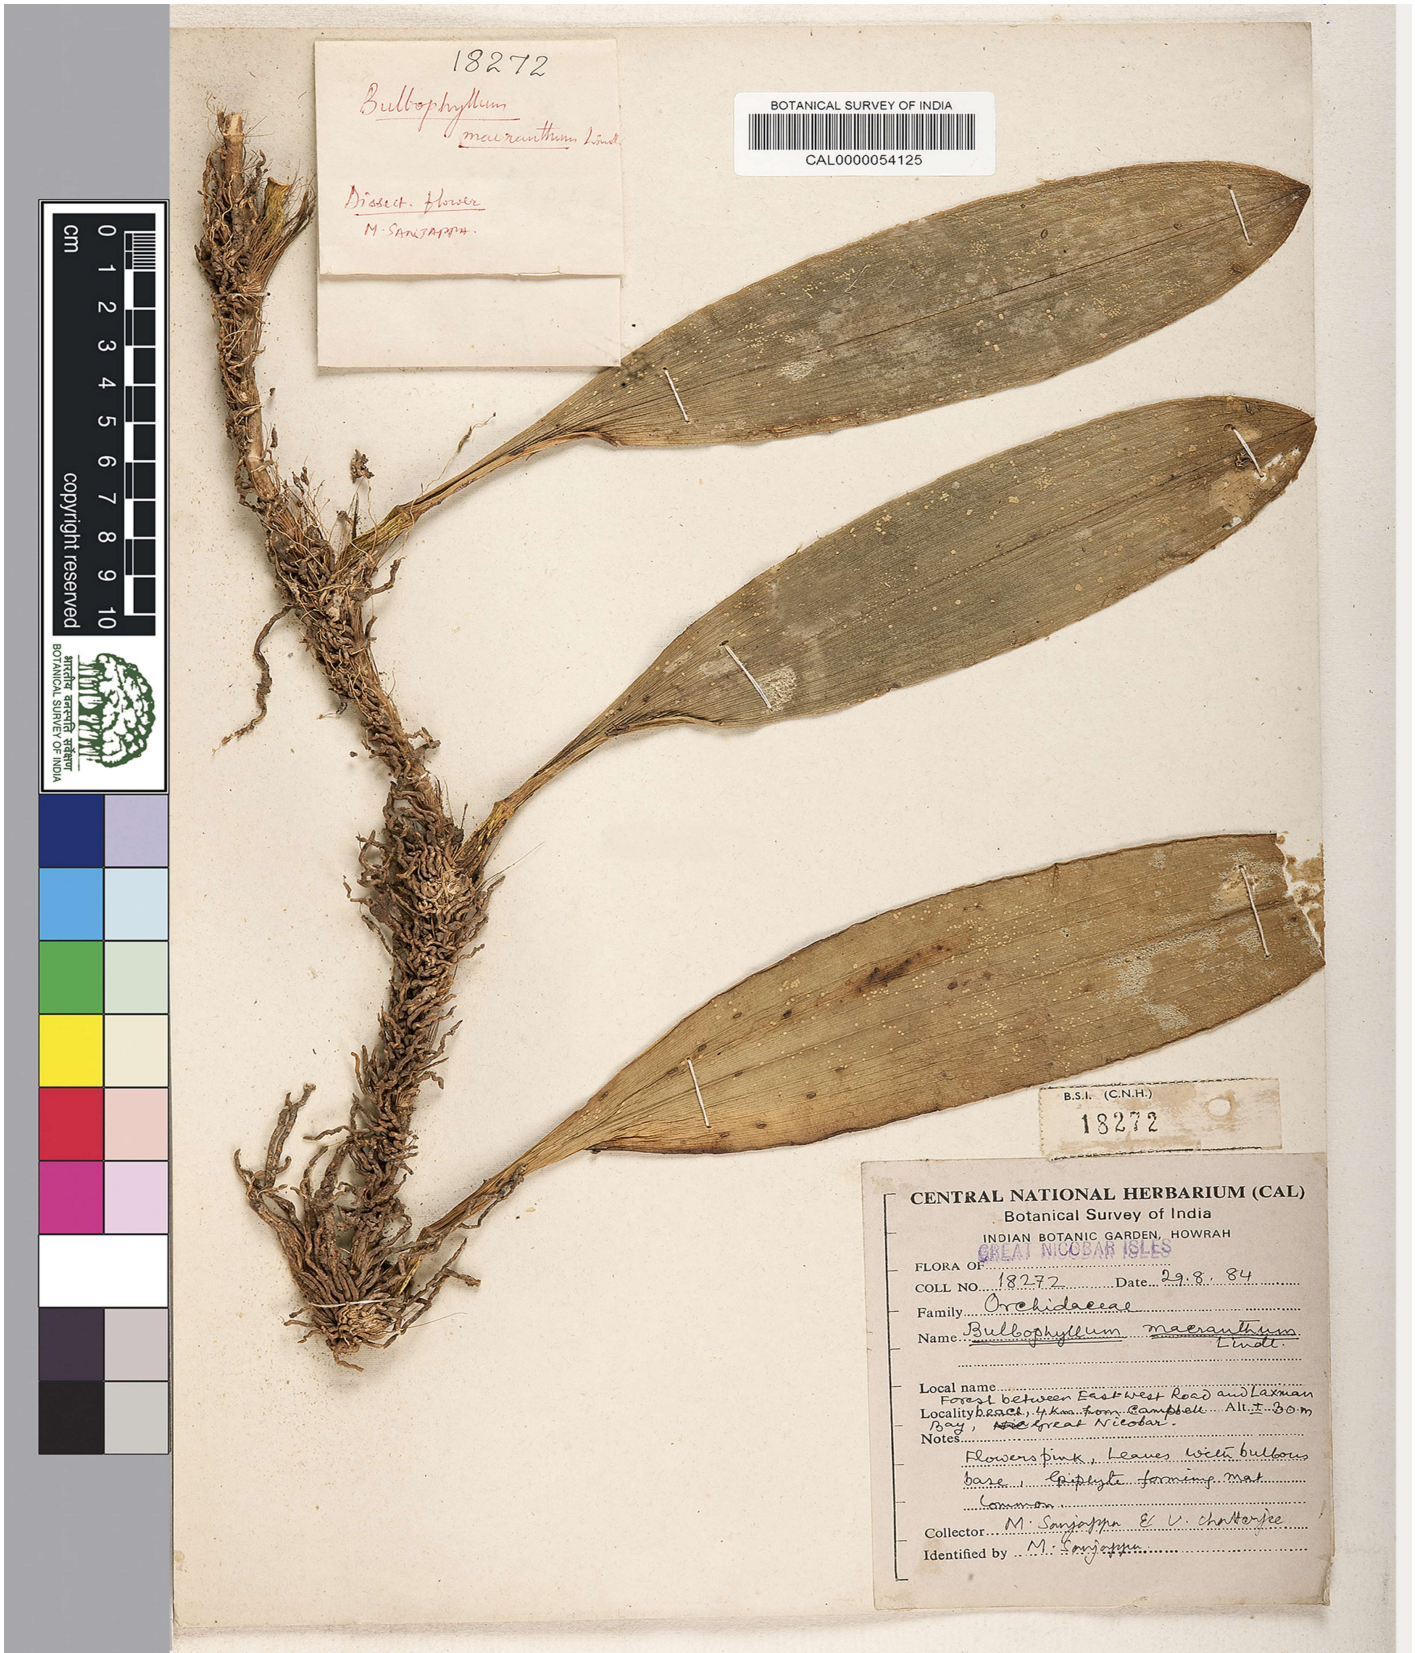 18272
Bulbophyllum
macranthum Lindl.
Dissect. flower
M. SANJAPPA.
BOTANICAL SURVEY OF INDIA
CAL0000054125
cm
0 1 2 3 4 5 6 7 8 9 10
copyright reserved
भारतीय वनस्पति सर्वेक्षण
BOTANICAL SURVEY OF INDIA
B.S.I. (C.N.H.)
18272
CENTRAL NATIONAL HERBARIUM (CAL)
Botanical Survey of India
INDIAN BOTANIC GARDEN, HOWRAH
FLORA OF GREAT NICOBAR ISLES
COLL NO. 18272 Date 29.8.84
Family Orchidaceae
Name Bulbophyllum macranthum
Lindl.
Local name
Forest between East-West Road and Laxman
Locality beach, 4 km from Campbell Alt. ± 30 m
Bay, Great Nicobar.
Notes
Flowers pink, Leaves with bulbous
base, Epiphyte forming mat
Common.
Collector M. Sanjappa & V. Chatterjee
Identified by M. Sanjappa